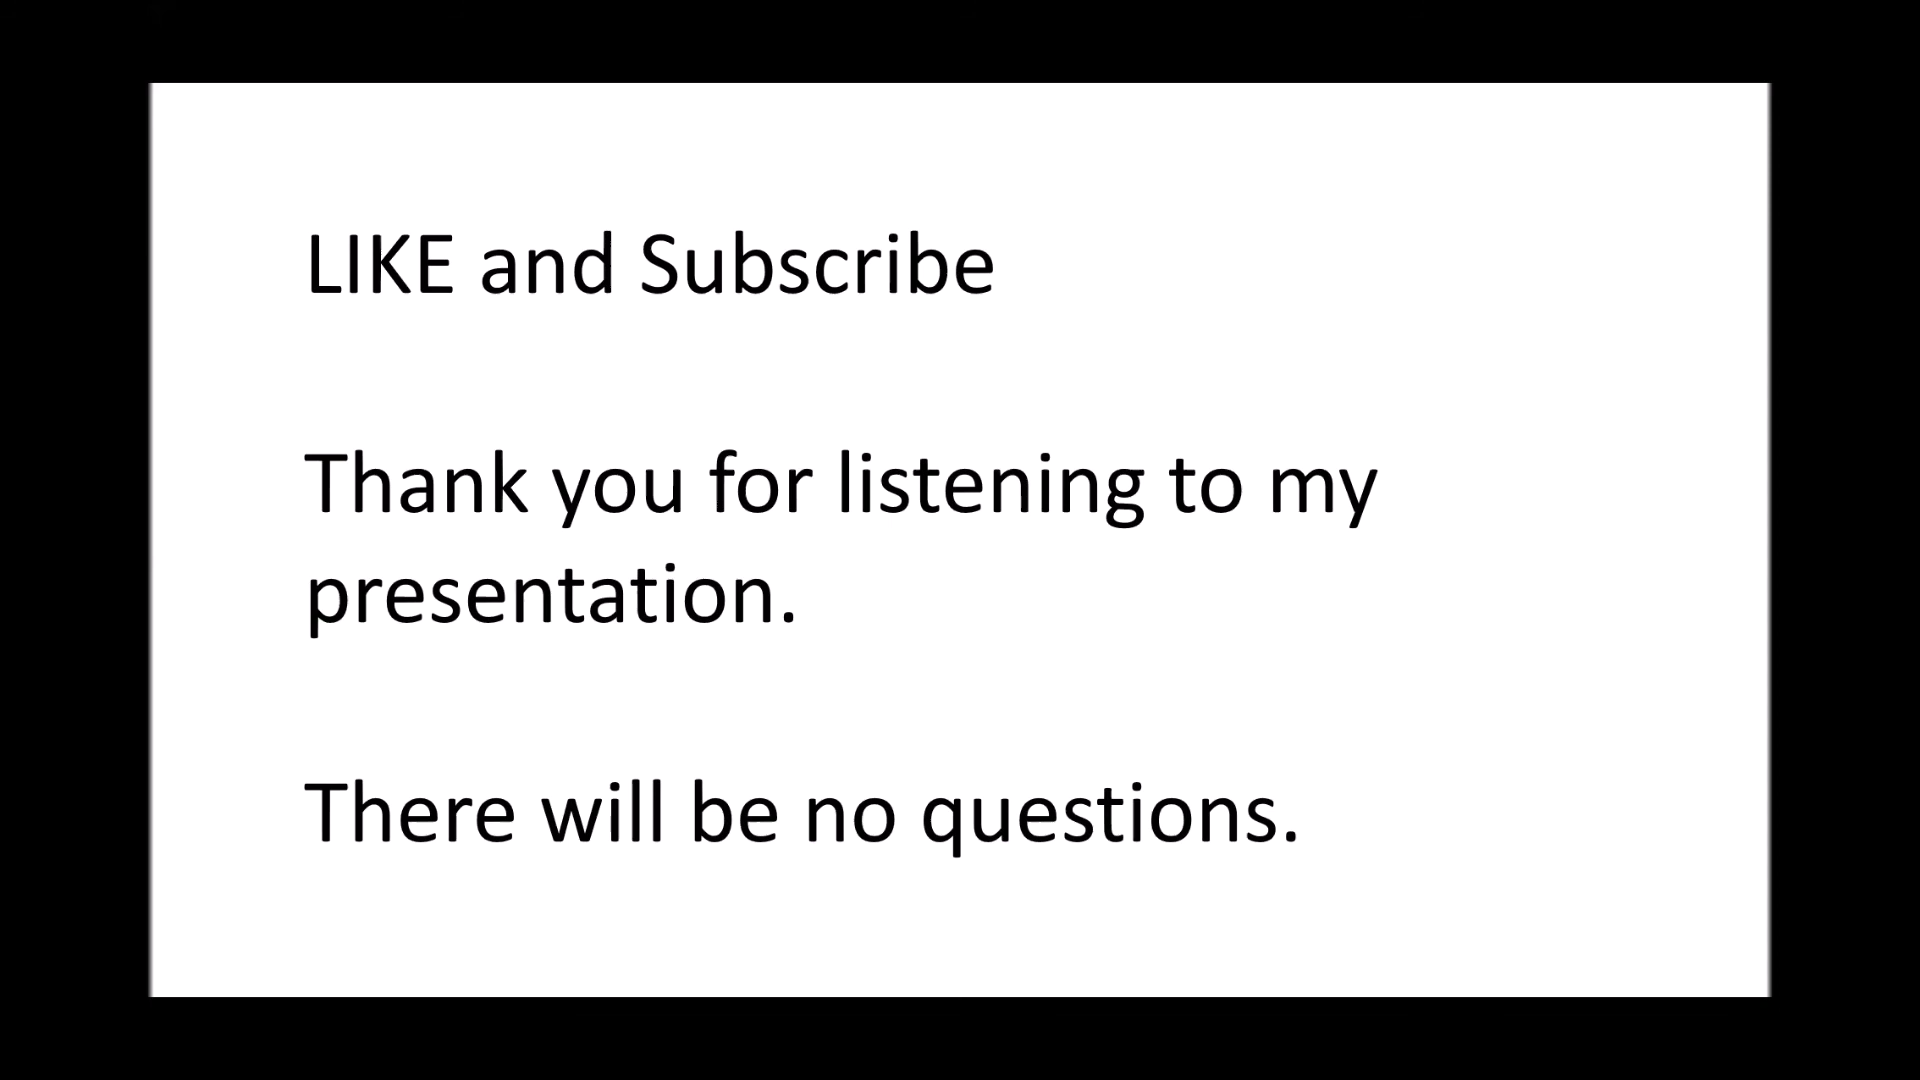 LIKE and Subscribe
Thank you for listening to my
presentation.
There will be no questions.